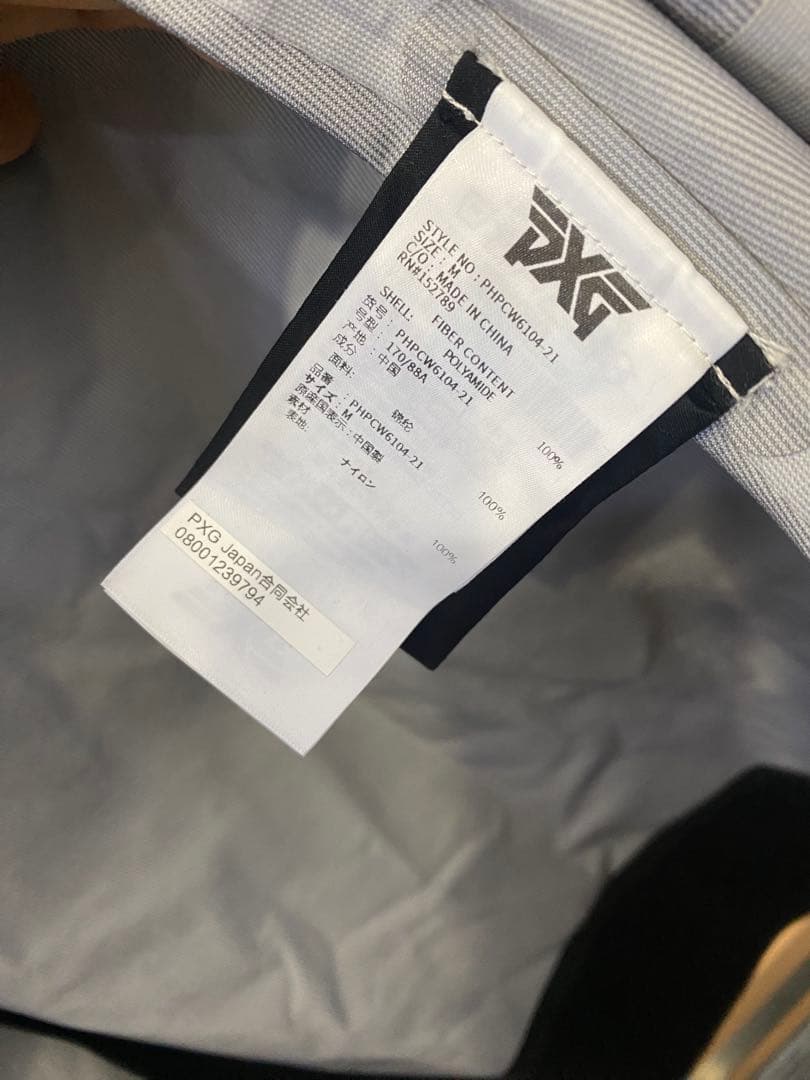 PXG
STYLE NO : PHPCW6104-21
SIZE : M
C/O : MADE IN CHINA
RN#152789
FIBER CONTENT
SHELL: POLYAMIDE 100%
货号 : PHPCW6104-21
号型 : 170/88A
产地 : 中国
成分
面料: 锦纶 100%
品番 : PHPCW6104-21
サイズ : M
原産国表示 : 中国製
素材
表地: ナイロン 100%
PXG Japan合同会社
08001239794